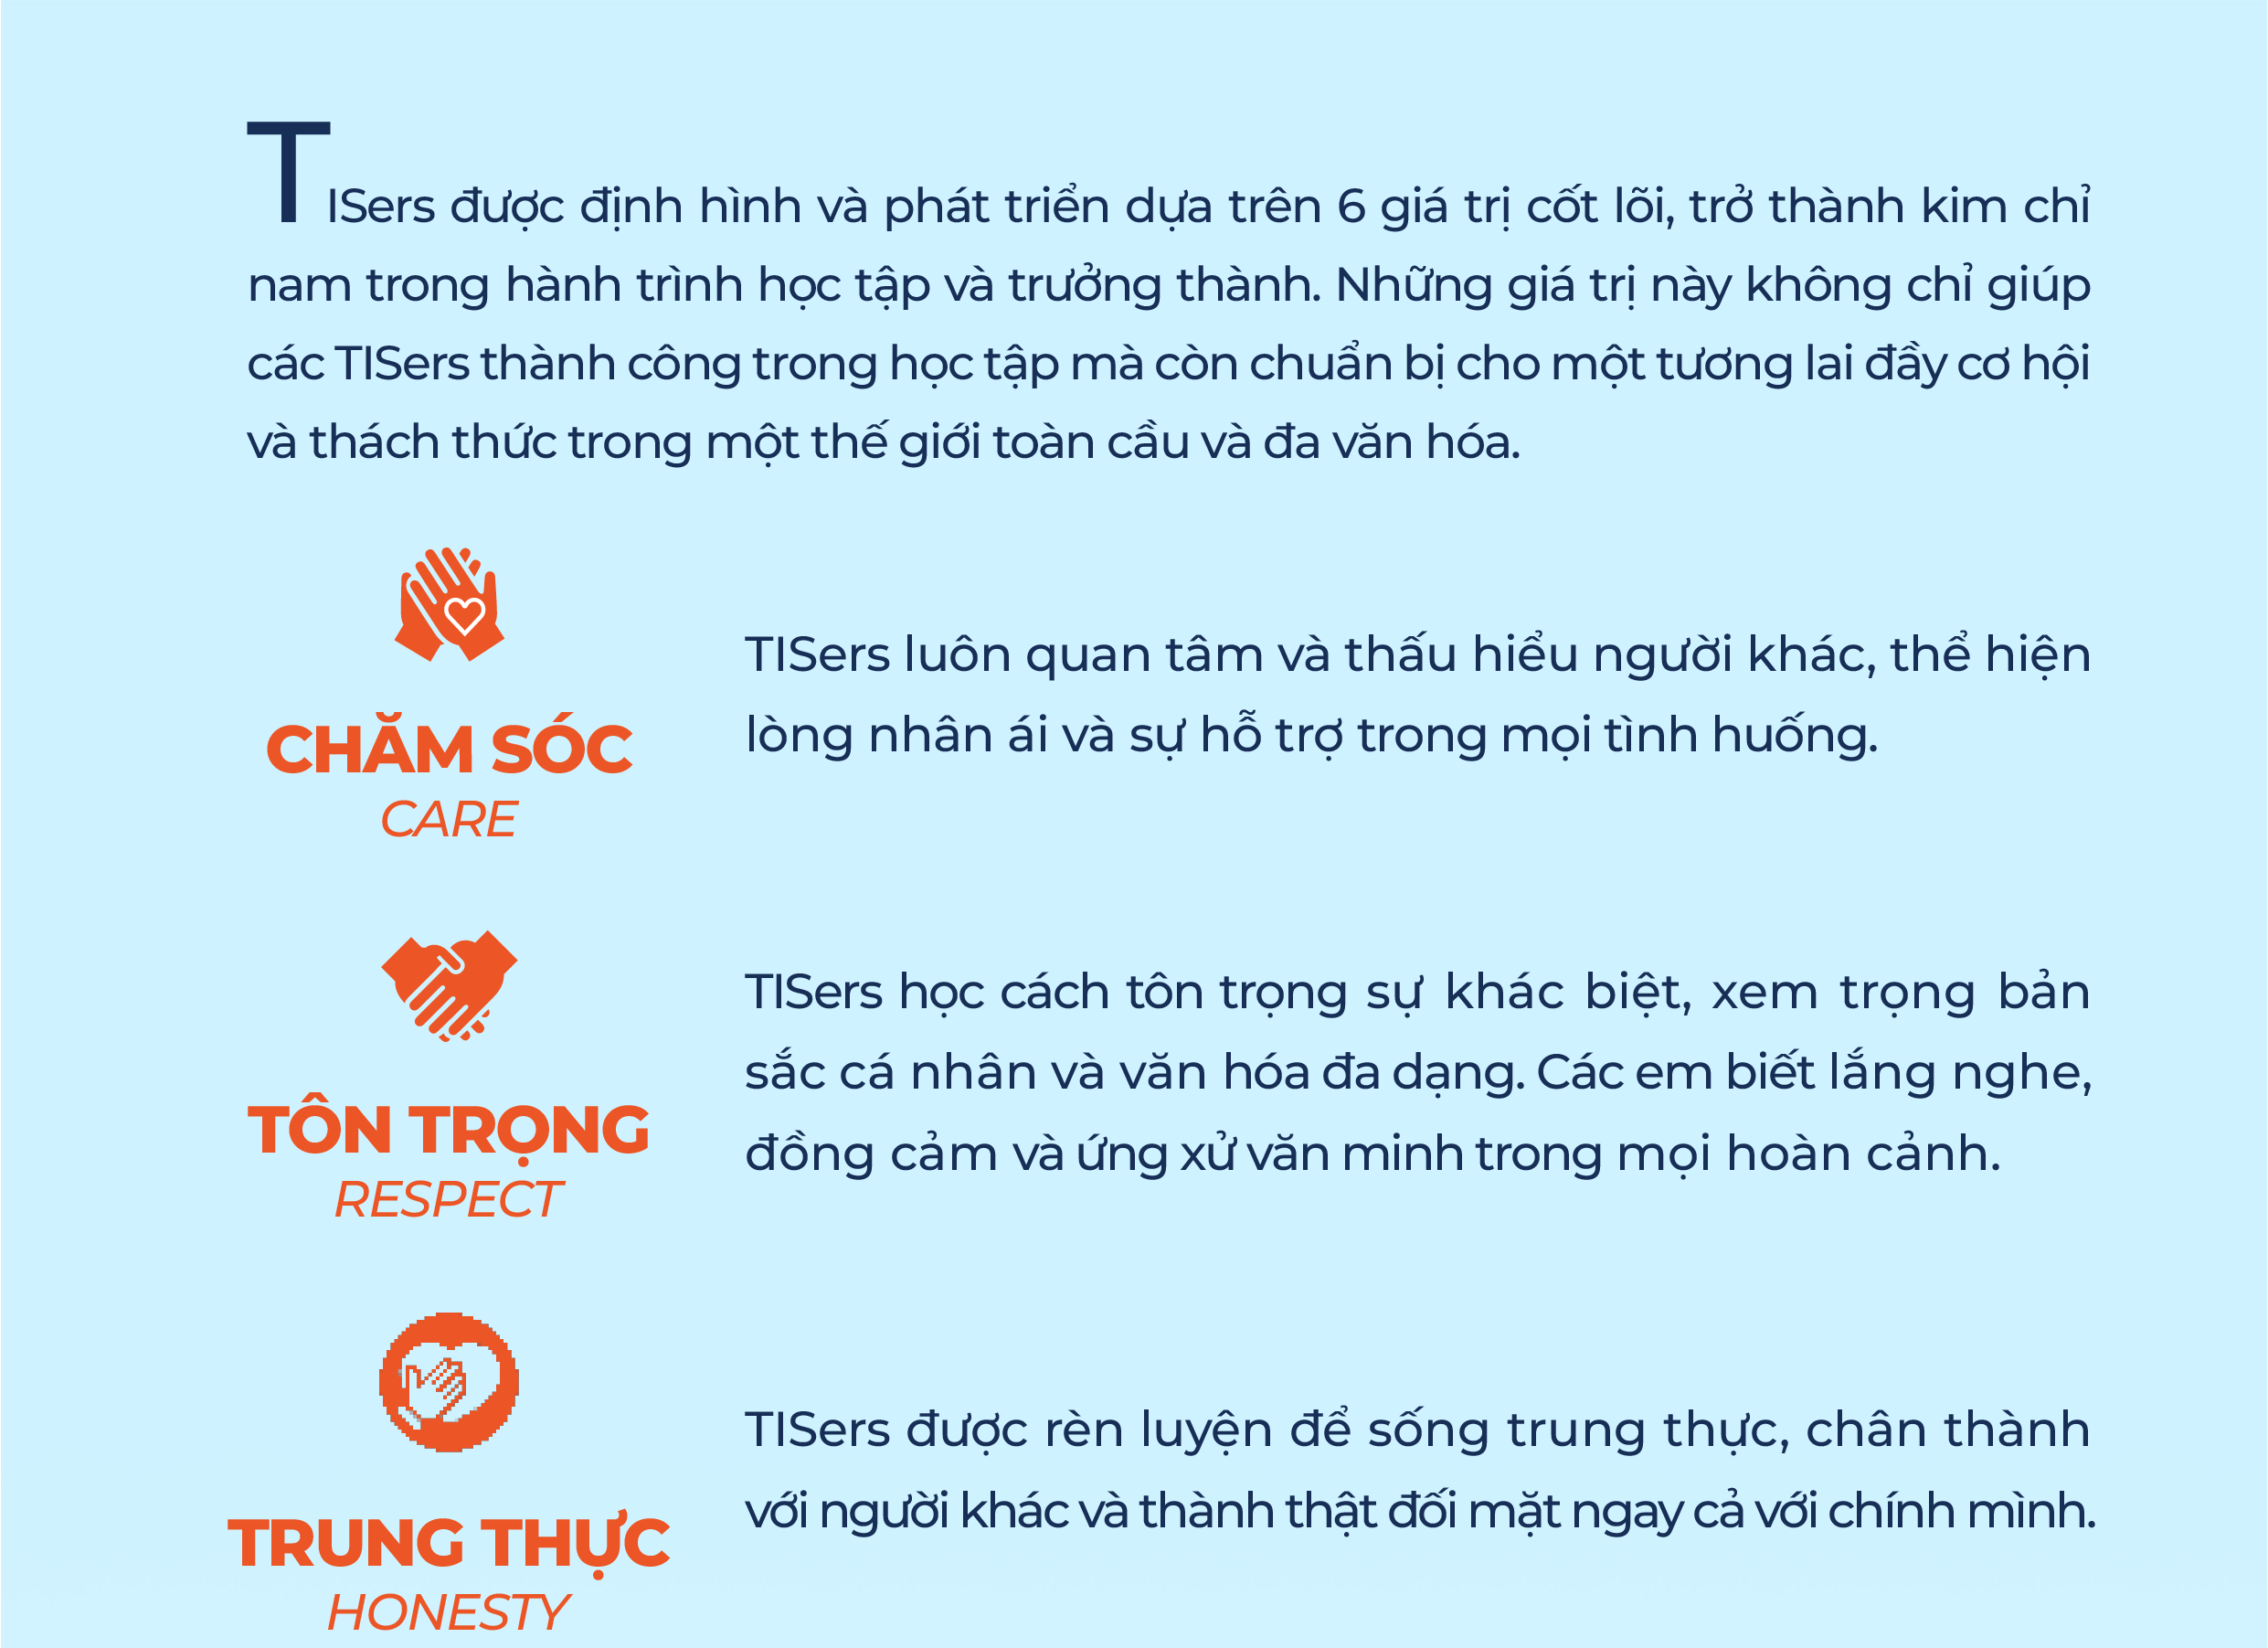 TISers được định hình và phát triển dựa trên 6 giá trị cốt lõi, trở thành kim chỉ
nam trong hành trình học tập và trưởng thành. Những giá trị này không chỉ giúp
các TISers thành công trong học tập mà còn chuẩn bị cho một tương lai đầy cơ hội
và thách thức trong một thế giới toàn cầu và đa văn hóa.
CHĂM SÓC
CARE
TISers luôn quan tâm và thấu hiểu người khác, thể hiện
lòng nhân ái và sự hỗ trợ trong mọi tình huống.
TÔN TRỌNG
RESPECT
TISers học cách tôn trọng sự khác biệt, xem trọng bản
sắc cá nhân và văn hóa đa dạng. Các em biết lắng nghe,
đồng cảm và ứng xử văn minh trong mọi hoàn cảnh.
TRUNG THỰC
HONESTY
TISers được rèn luyện để sống trung thực, chân thành
với người khác và thành thật đối mặt ngay cả với chính mình.